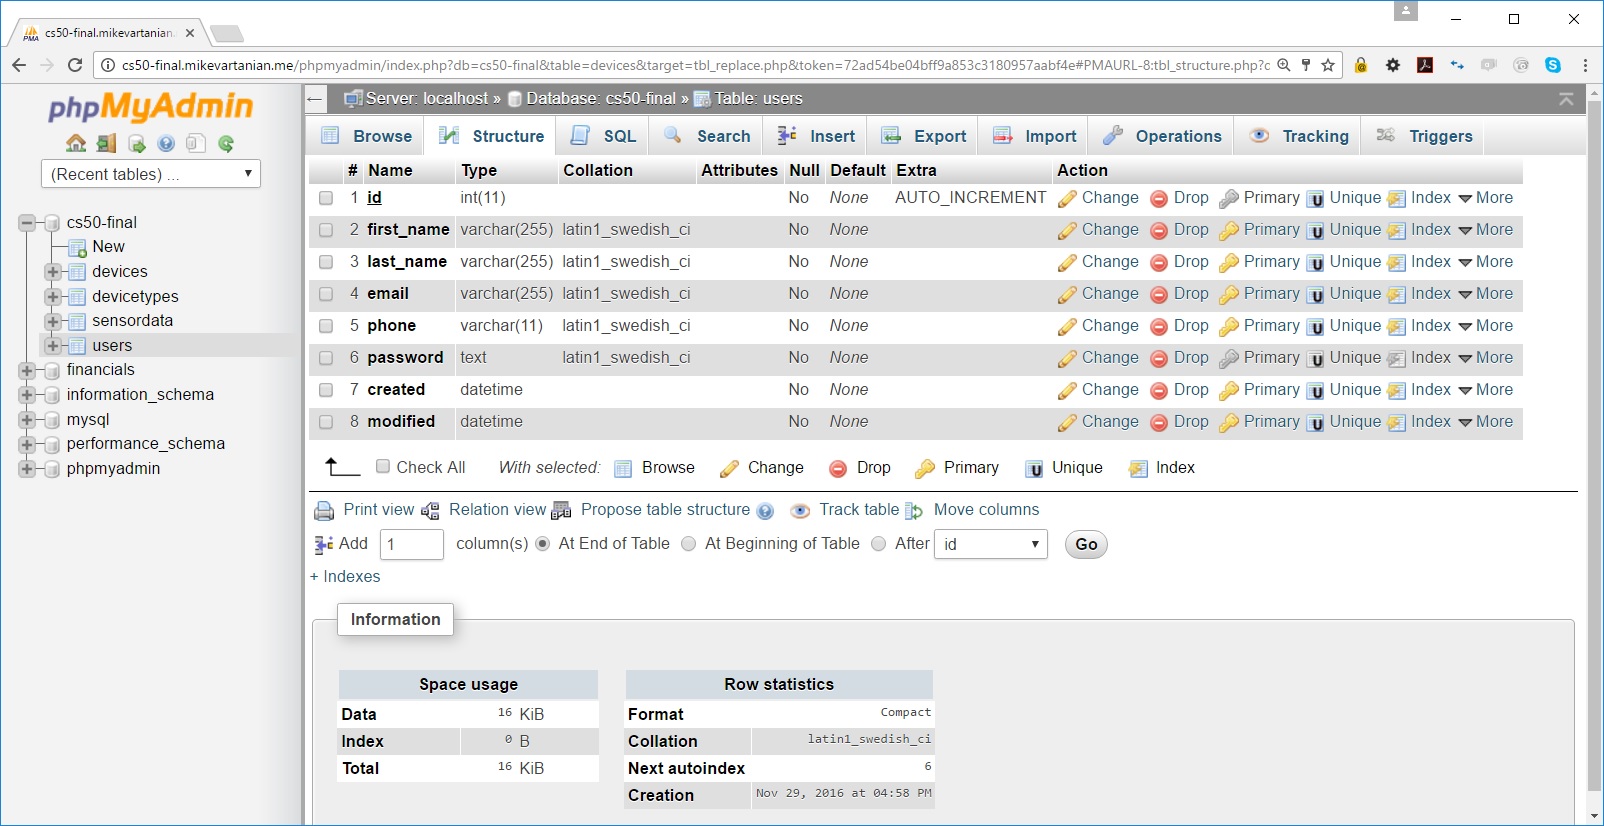 cs50-final.mikevartanian.
cs50-final.mikevartanian.me/phpmyadmin/index.php?db=cs50-final&table=devices&target=tbl_replace.php&token=72ad54be04bff9a853c3180957aabf4e#PMAURL-8:tbl_structure.php?c
phpMyAdmin
(Recent tables) ...
cs50-final
New
devices
devicetypes
sensordata
users
financials
information_schema
mysql
performance_schema
phpmyadmin
Server: localhost » Database: cs50-final » Table: users
Browse Structure SQL Search Insert Export Import Operations Tracking Triggers
# Name Type Collation Attributes Null Default Extra Action
1 id int(11) No None AUTO_INCREMENT Change Drop Primary Unique Index More
2 first_name varchar(255) latin1_swedish_ci No None Change Drop Primary Unique Index More
3 last_name varchar(255) latin1_swedish_ci No None Change Drop Primary Unique Index More
4 email varchar(255) latin1_swedish_ci No None Change Drop Primary Unique Index More
5 phone varchar(11) latin1_swedish_ci No None Change Drop Primary Unique Index More
6 password text latin1_swedish_ci No None Change Drop Primary Unique Index More
7 created datetime No None Change Drop Primary Unique Index More
8 modified datetime No None Change Drop Primary Unique Index More
Check All With selected: Browse Change Drop Primary Unique Index
Print view Relation view Propose table structure Track table Move columns
Add 1 column(s) At End of Table At Beginning of Table After id Go
+ Indexes
Information
Space usage
Data 16 KiB
Index 0 B
Total 16 KiB
Row statistics
Format Compact
Collation latin1_swedish_ci
Next autoindex 6
Creation Nov 29, 2016 at 04:58 PM